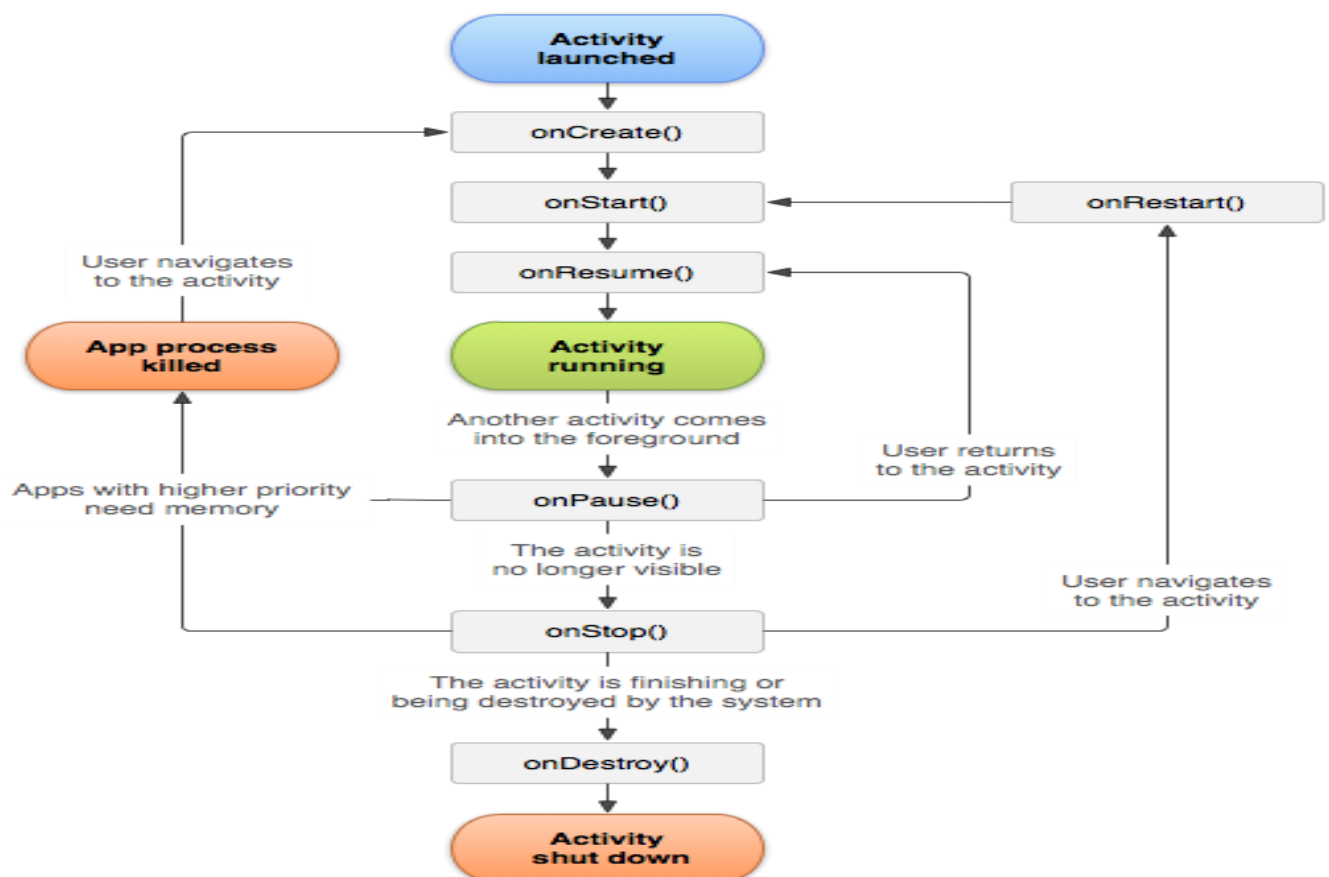 Activity
launched
onCreate()
onStart()
onRestart()
User navigates
to the activity
onResume()
App process
killed
Activity
running
Another activity comes
into the foreground
User returns
to the activity
Apps with higher priority
need memory
onPause()
The activity is
no longer visible
User navigates
to the activity
onStop()
The activity is finishing or
being destroyed by the system
onDestroy()
Activity
shut down